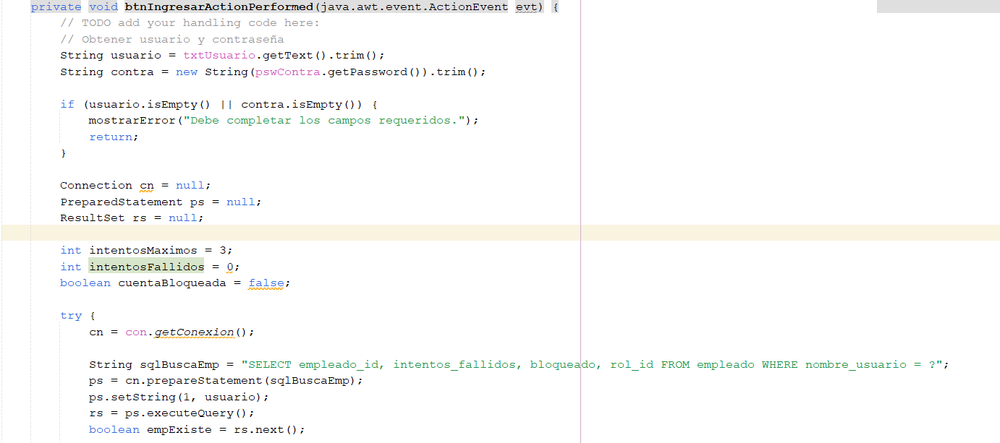 private void btnIngresarActionPerformed(java.awt.event.ActionEvent evt) {
// TODO add your handling code here:
// Obtener usuario y contraseña
String usuario = txtUsuario.getText().trim();
String contra = new String(pswContra.getPassword()).trim();
if (usuario.isEmpty() || contra.isEmpty()) {
mostrarError("Debe completar los campos requeridos.");
return;
}
Connection cn = null;
PreparedStatement ps = null;
ResultSet rs = null;
int intentosMaximos = 3;
int intentosFallidos = 0;
boolean cuentaBloqueada = false;
try {
cn = con.getConexion();
String sqlBuscaEmp = "SELECT empleado_id, intentos_fallidos, bloqueado, rol_id FROM empleado WHERE nombre_usuario = ?";
ps = cn.prepareStatement(sqlBuscaEmp);
ps.setString(1, usuario);
rs = ps.executeQuery();
boolean empExiste = rs.next();